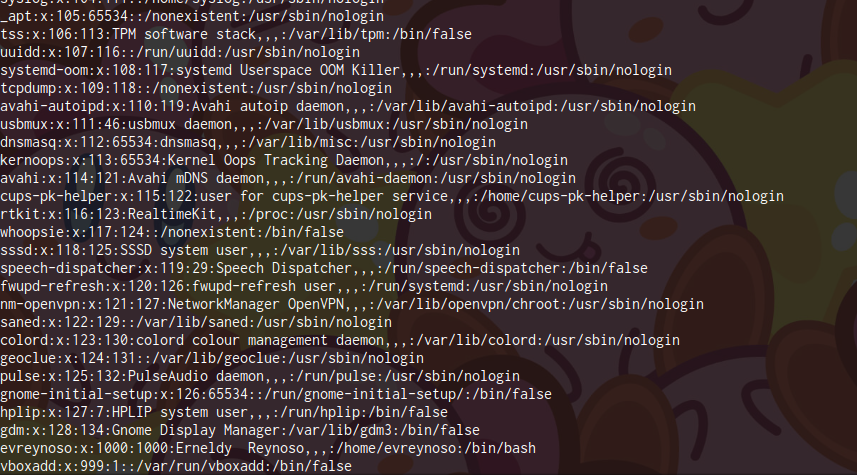 syslog:x:104:111::/home/syslog:/usr/sbin/nologin
_apt:x:105:65534::/nonexistent:/usr/sbin/nologin
tss:x:106:113:TPM software stack,,,:/var/lib/tpm:/bin/false
uuidd:x:107:116::/run/uuidd:/usr/sbin/nologin
systemd-oom:x:108:117:systemd Userspace OOM Killer,,,:/run/systemd:/usr/sbin/nologin
tcpdump:x:109:118::/nonexistent:/usr/sbin/nologin
avahi-autoipd:x:110:119:Avahi autoip daemon,,,:/var/lib/avahi-autoipd:/usr/sbin/nologin
usbmux:x:111:46:usbmux daemon,,,:/var/lib/usbmux:/usr/sbin/nologin
dnsmasq:x:112:65534:dnsmasq,,,:/var/lib/misc:/usr/sbin/nologin
kernoops:x:113:65534:Kernel Oops Tracking Daemon,,,:/:/usr/sbin/nologin
avahi:x:114:121:Avahi mDNS daemon,,,:/run/avahi-daemon:/usr/sbin/nologin
cups-pk-helper:x:115:122:user for cups-pk-helper service,,,:/home/cups-pk-helper:/usr/sbin/nologin
rtkit:x:116:123:RealtimeKit,,,:/proc:/usr/sbin/nologin
whoopsie:x:117:124::/nonexistent:/bin/false
sssd:x:118:125:SSSD system user,,,:/var/lib/sss:/usr/sbin/nologin
speech-dispatcher:x:119:29:Speech Dispatcher,,,:/run/speech-dispatcher:/bin/false
fwupd-refresh:x:120:126:fwupd-refresh user,,,:/run/systemd:/usr/sbin/nologin
nm-openvpn:x:121:127:NetworkManager OpenVPN,,,:/var/lib/openvpn/chroot:/usr/sbin/nologin
saned:x:122:129::/var/lib/saned:/usr/sbin/nologin
colord:x:123:130:colord colour management daemon,,,:/var/lib/colord:/usr/sbin/nologin
geoclue:x:124:131::/var/lib/geoclue:/usr/sbin/nologin
pulse:x:125:132:PulseAudio daemon,,,:/run/pulse:/usr/sbin/nologin
gnome-initial-setup:x:126:65534::/run/gnome-initial-setup/:/bin/false
hplip:x:127:7:HPLIP system user,,,:/run/hplip:/bin/false
gdm:x:128:134:Gnome Display Manager:/var/lib/gdm3:/bin/false
evreynoso:x:1000:1000:Erneldy  Reynoso,,,:/home/evreynoso:/bin/bash
vboxadd:x:999:1::/var/run/vboxadd:/bin/false